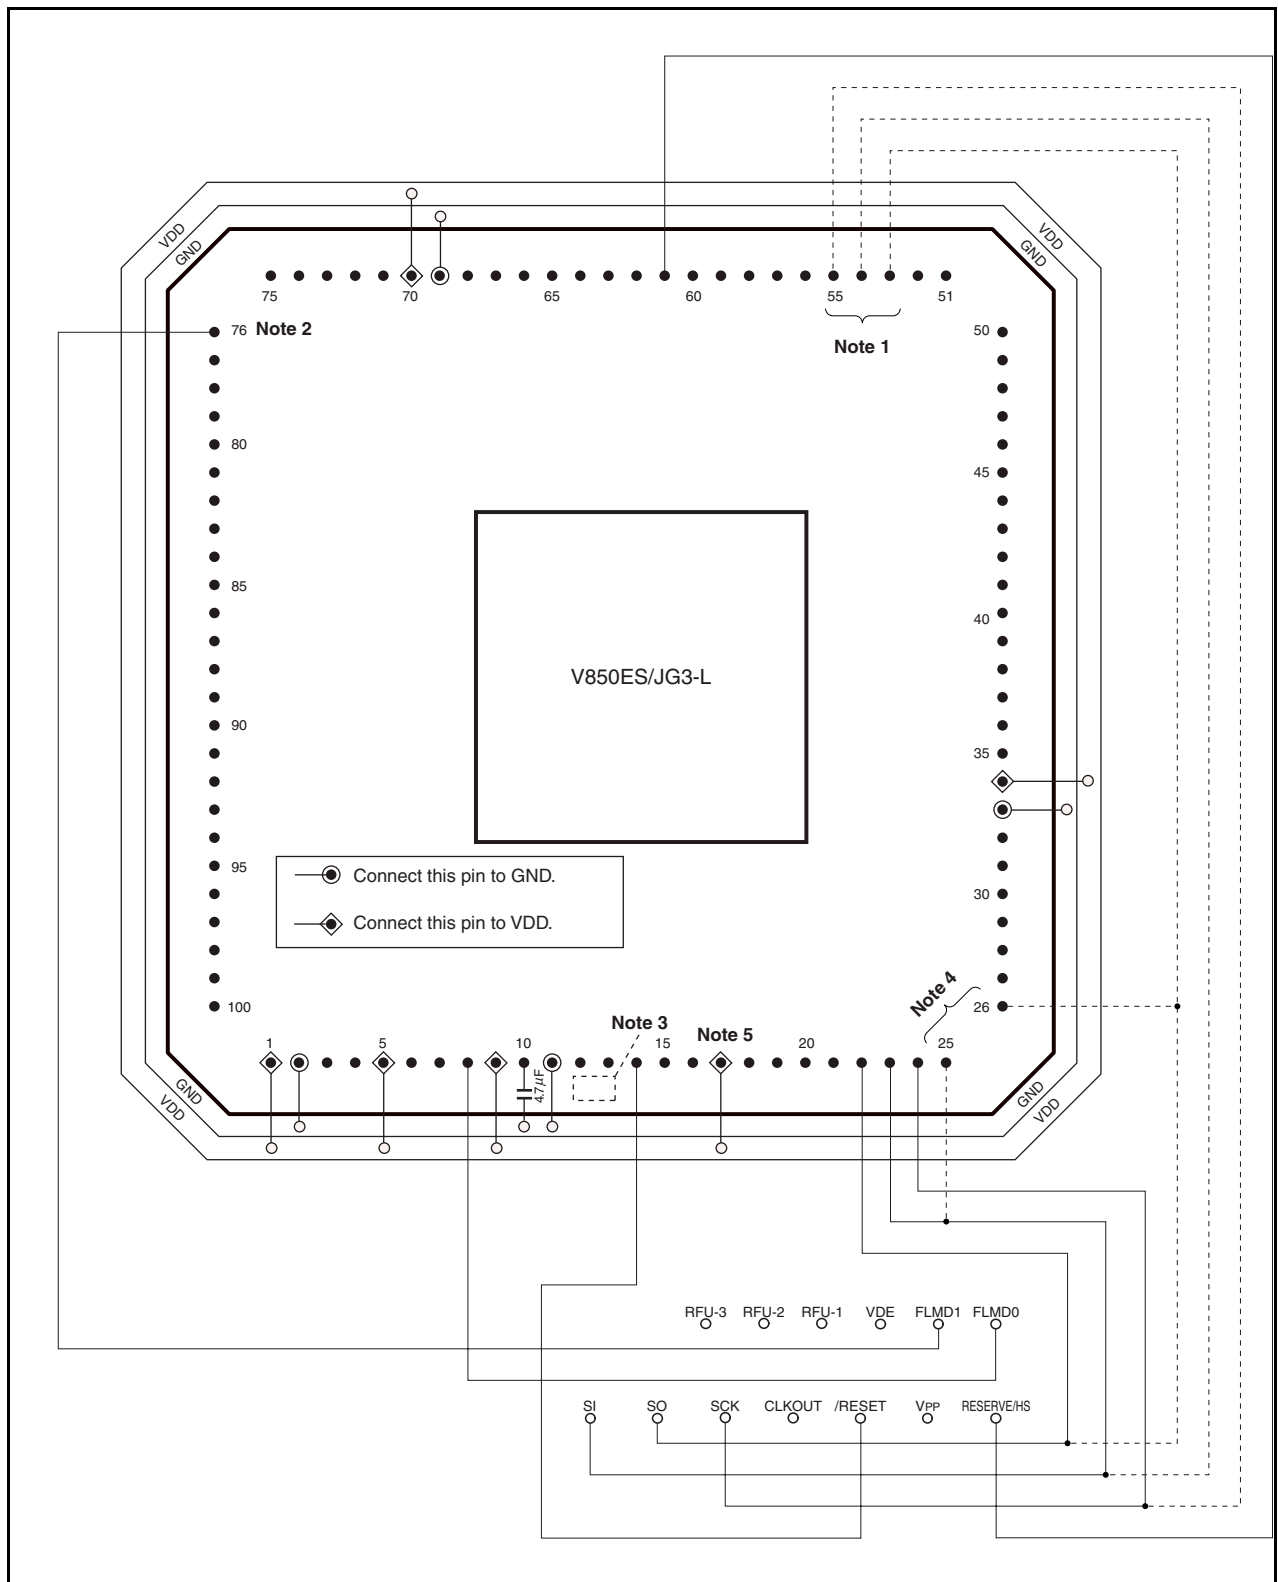 VDD
GND
VDD
GND
75
70
65
60
55
51
Note 1
76
Note 2
80
85
90
95
100
50
45
40
35
30
26
V850ES/JG3-L
Connect this pin to GND.
Connect this pin to VDD.
Note 4
Note 3
Note 5
1
5
10
15
20
25
4.7 μF
GND
VDD
GND
VDD
RFU-3 RFU-2 RFU-1 VDE FLMD1 FLMD0
SI SO SCK CLKOUT /RESET VPP RESERVE/HS